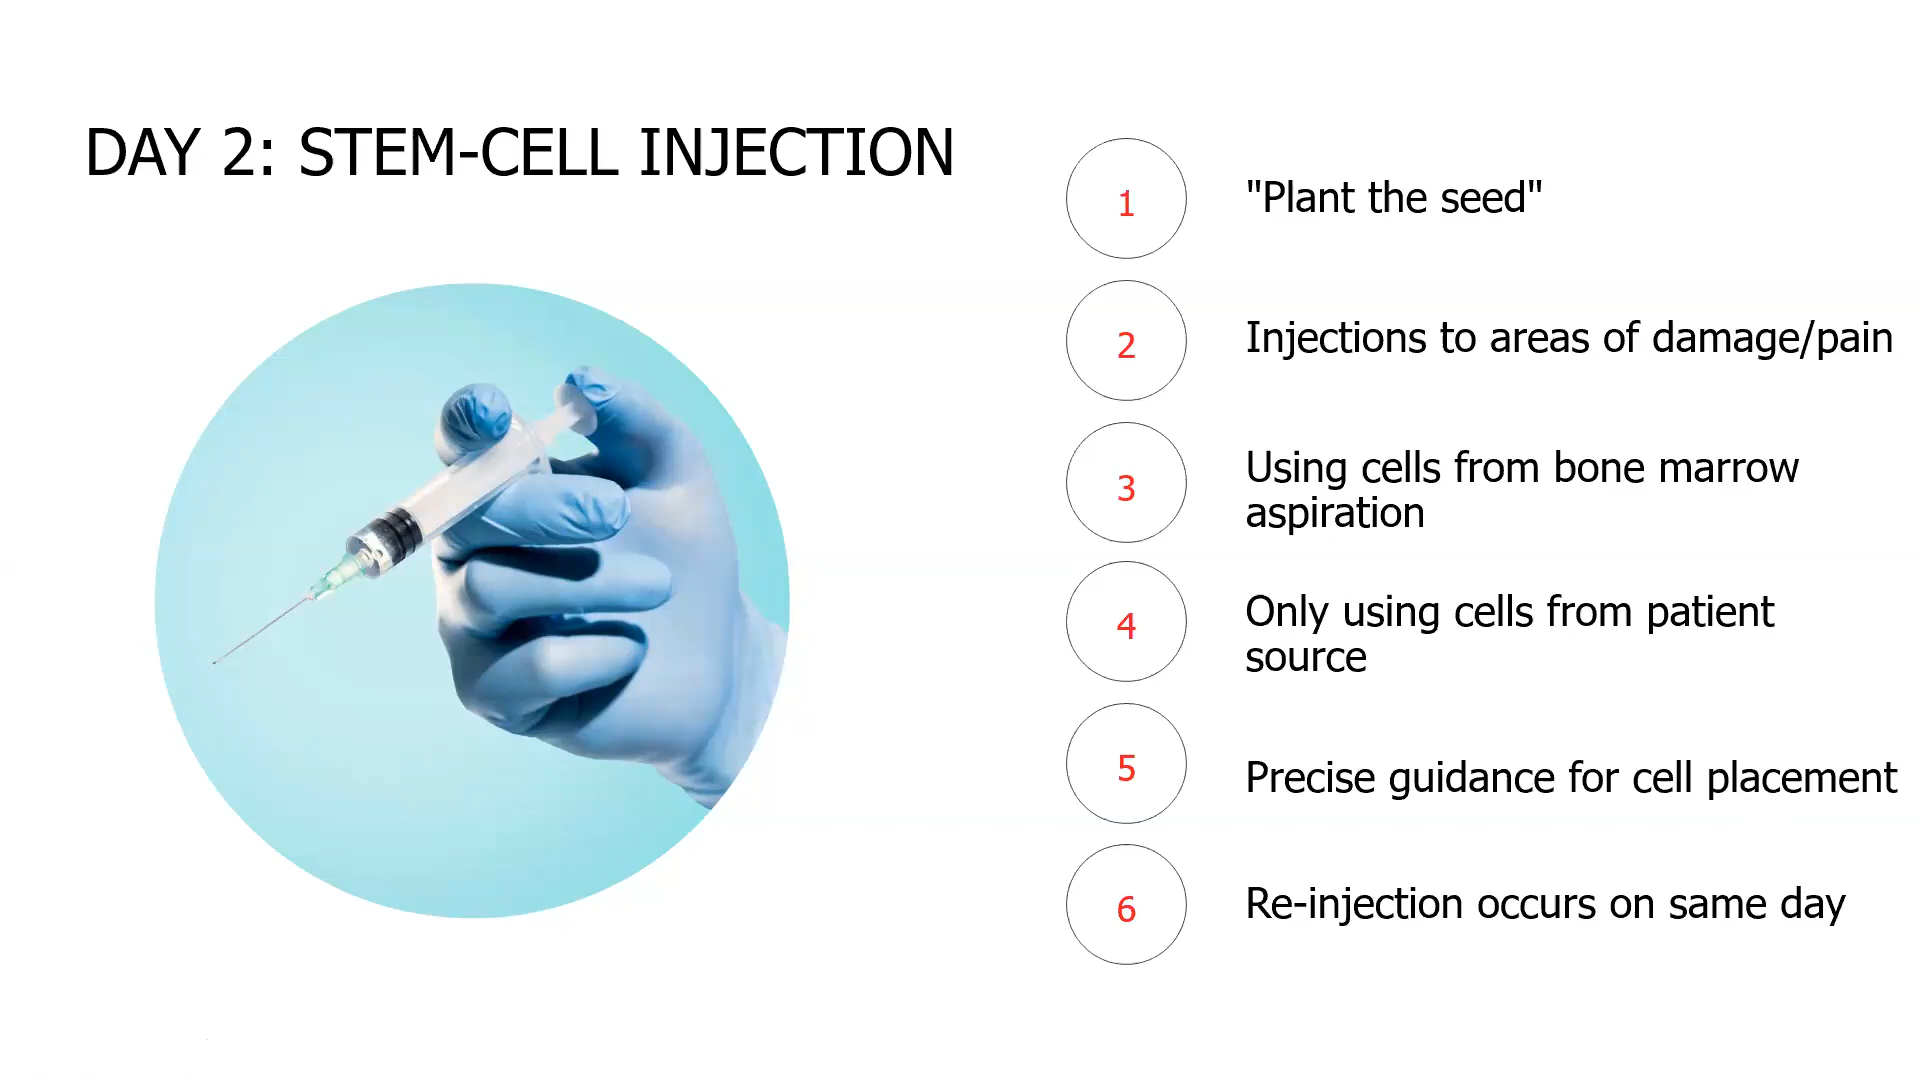 DAY 2: STEM-CELL INJECTION
1
"Plant the seed"
2
Injections to areas of damage/pain
3
Using cells from bone marrow
aspiration
4
Only using cells from patient
source
5
Precise guidance for cell placement
6
Re-injection occurs on same day